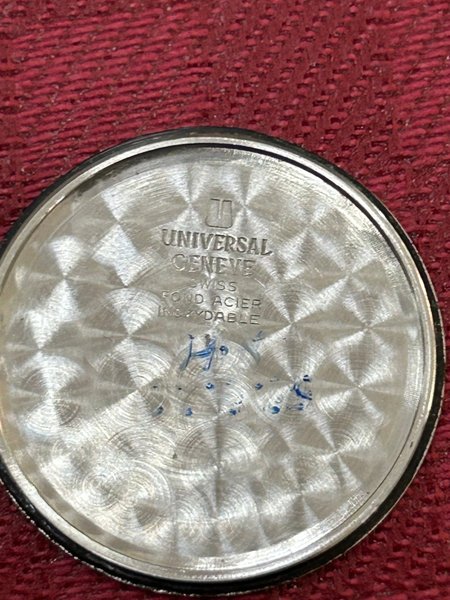 U
UNIVERSAL
GENEVE
SWISS
FOND ACIER
INOXYDABLE